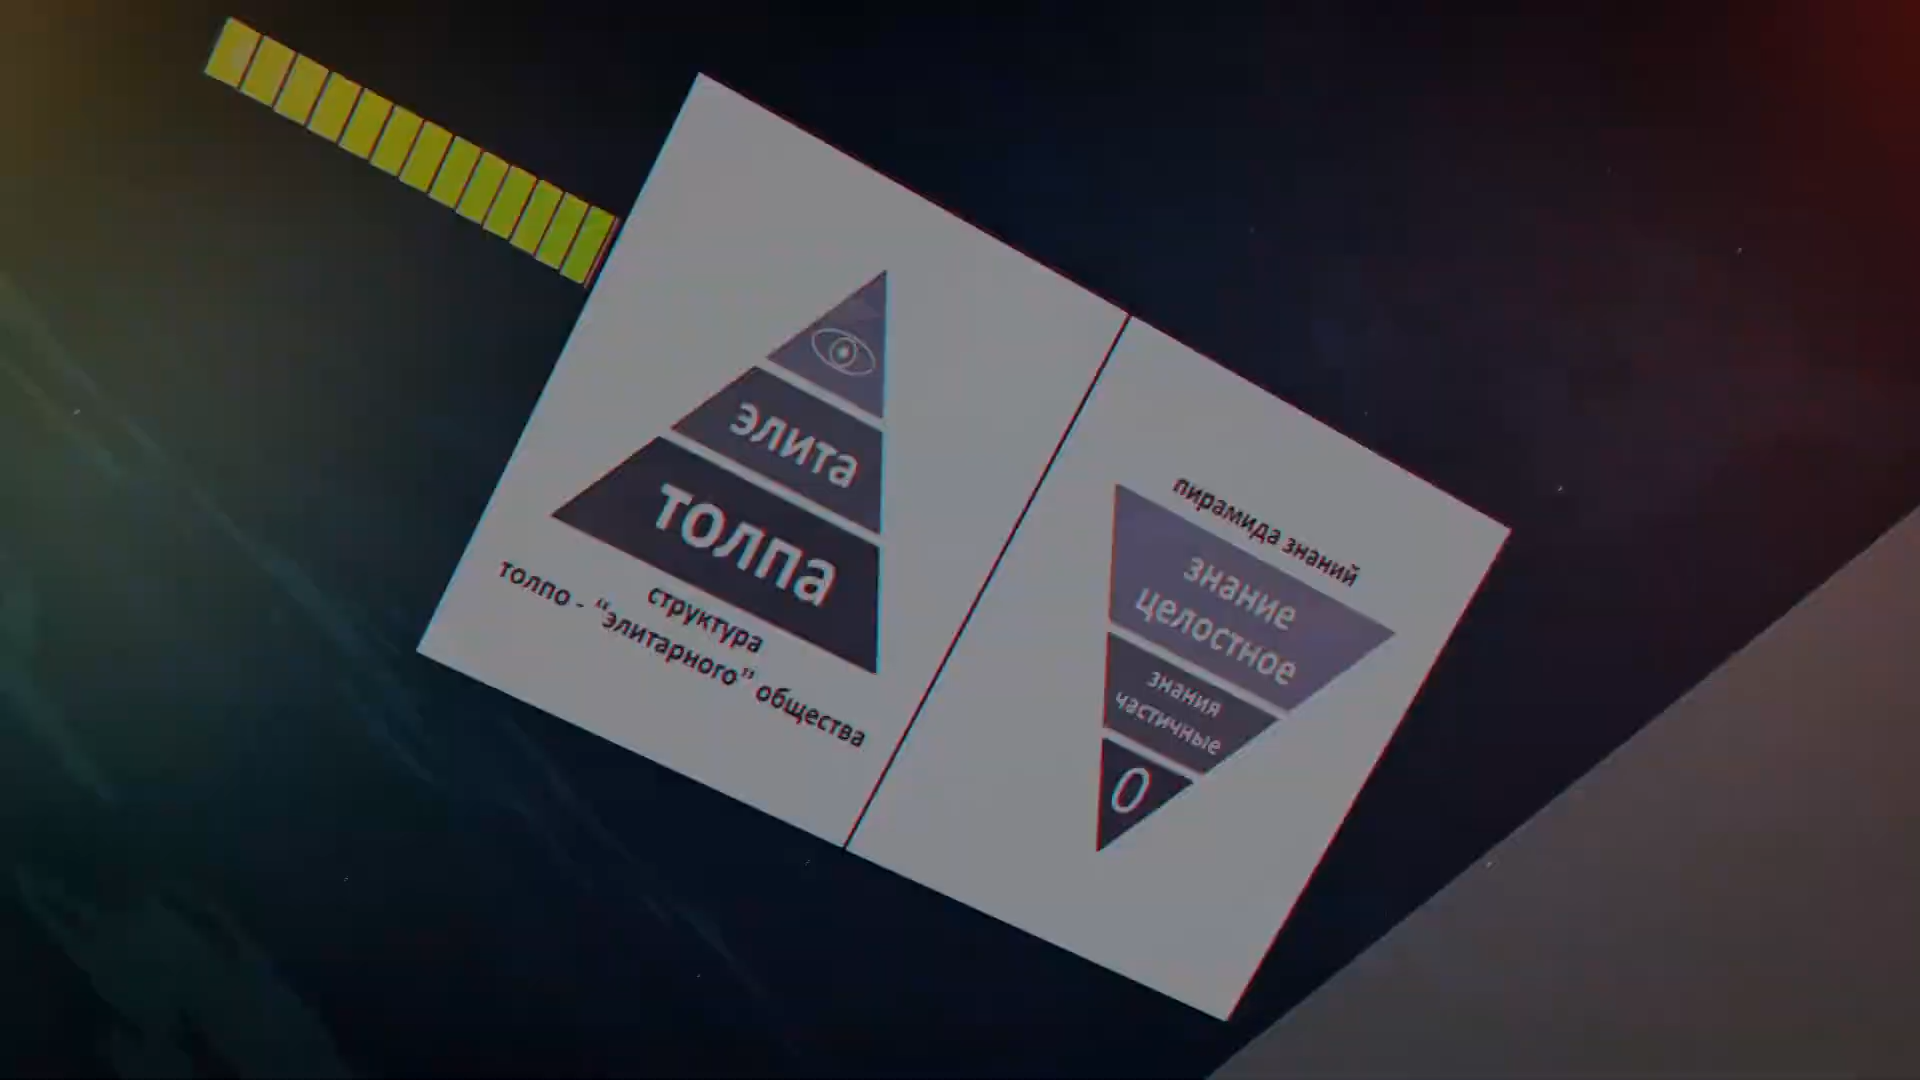 элита
толпа
структура
толпо - “элитарного” общества
пирамида знаний
знание
целостное
знания
частичные
0